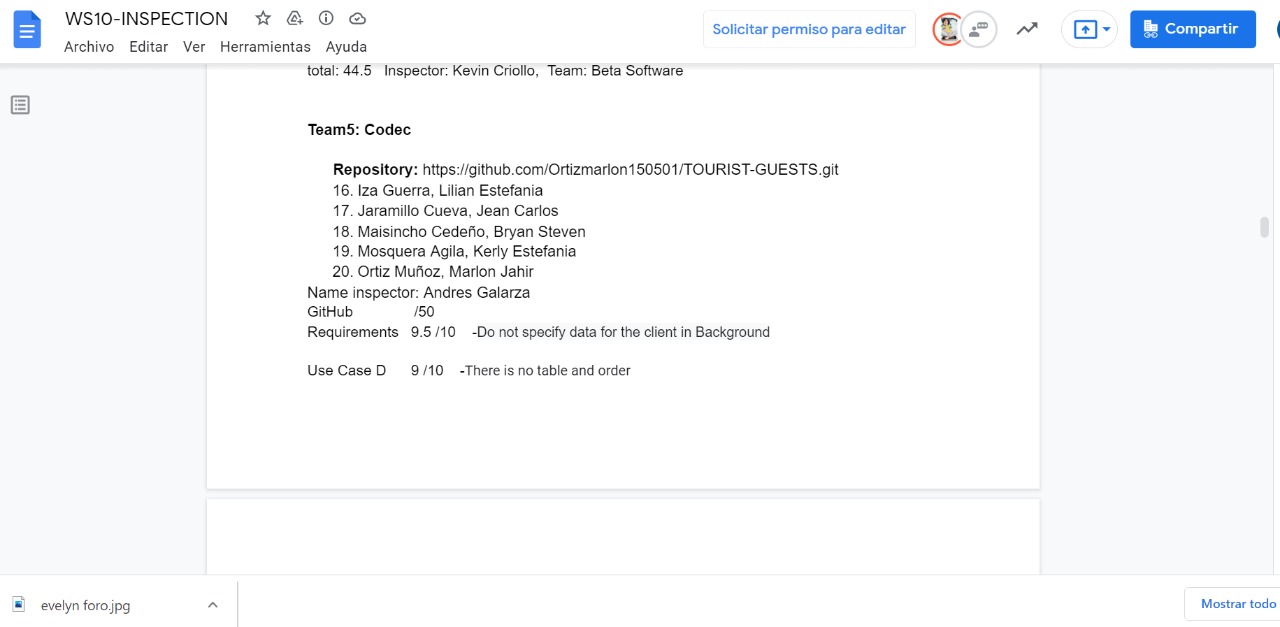 WS10-INSPECTION
Archivo Editar Ver Herramientas Ayuda
Solicitar permiso para editar
Compartir
total: 44.5 Inspector: Kevin Criollo, Team: Beta Software
Team5: Codec
Repository: https://github.com/Ortizmarlon150501/TOURIST-GUESTS.git
16. Iza Guerra, Lilian Estefania
17. Jaramillo Cueva, Jean Carlos
18. Maisincho Cedeño, Bryan Steven
19. Mosquera Agila, Kerly Estefania
20. Ortiz Muñoz, Marlon Jahir
Name inspector: Andres Galarza
GitHub /50
Requirements 9.5 /10 -Do not specify data for the client in Background
Use Case D 9 /10 -There is no table and order
evelyn foro.jpg
Mostrar todo